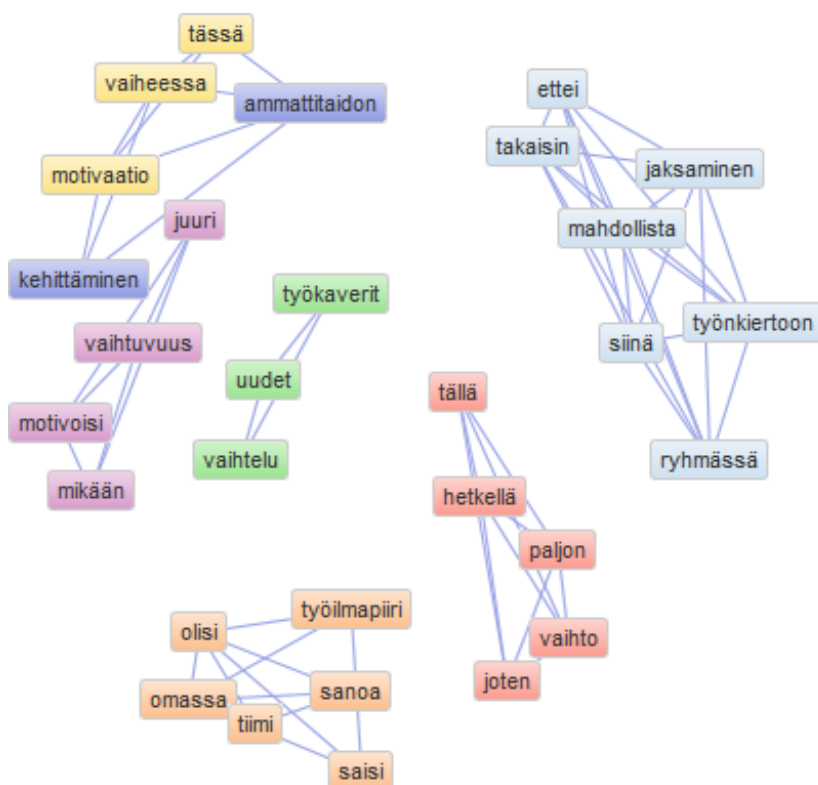 tässä
vaiheessa
ammattitaidon
motivaatio
juuri
kehittäminen
vaihtuvuus
motivoisi
mikään
työkaverit
uudet
vaihtelu
ettei
takaisin
jaksaminen
mahdollista
työnkiertoon
siinä
ryhmässä
tällä
hetkellä
paljon
vaihto
joten
työilmapiiri
olisi
omassa
sanoa
tiimi
saisi